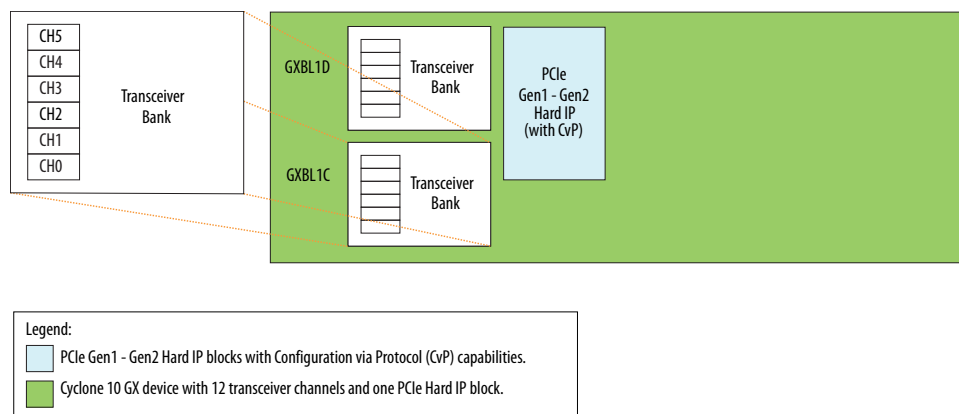 CH5
CH4
CH3
CH2
CH1
CH0
Transceiver
Bank
GXBL1D
Transceiver
Bank
GXBL1C
Transceiver
Bank
PCIe
Gen1 - Gen2
Hard IP
(with CvP)
Legend:
PCIe Gen1 - Gen2 Hard IP blocks with Configuration via Protocol (CvP) capabilities.
Cyclone 10 GX device with 12 transceiver channels and one PCIe Hard IP block.